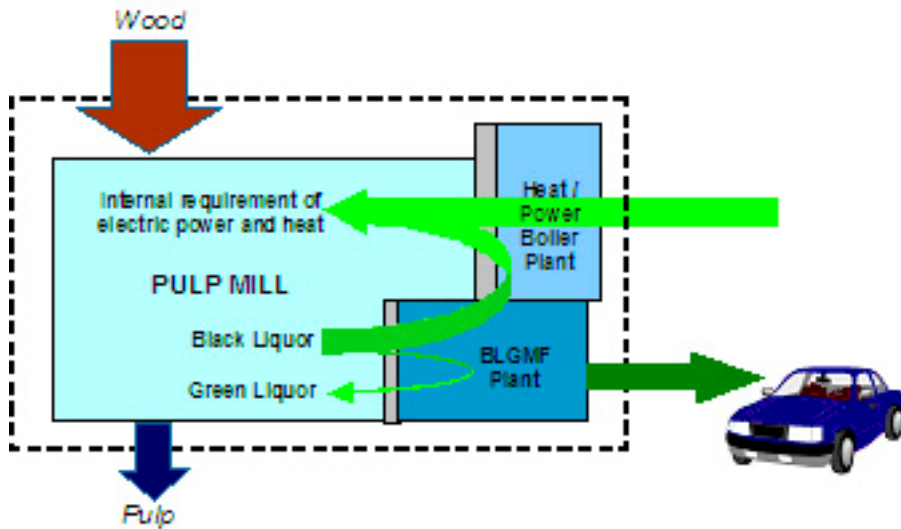 Wood
Internal requirement of
electric power and heat
Heat /
Power
Boiler
Plant
PULP MILL
Black Liquor
BLGMF
Plant
Green Liquor
Pulp